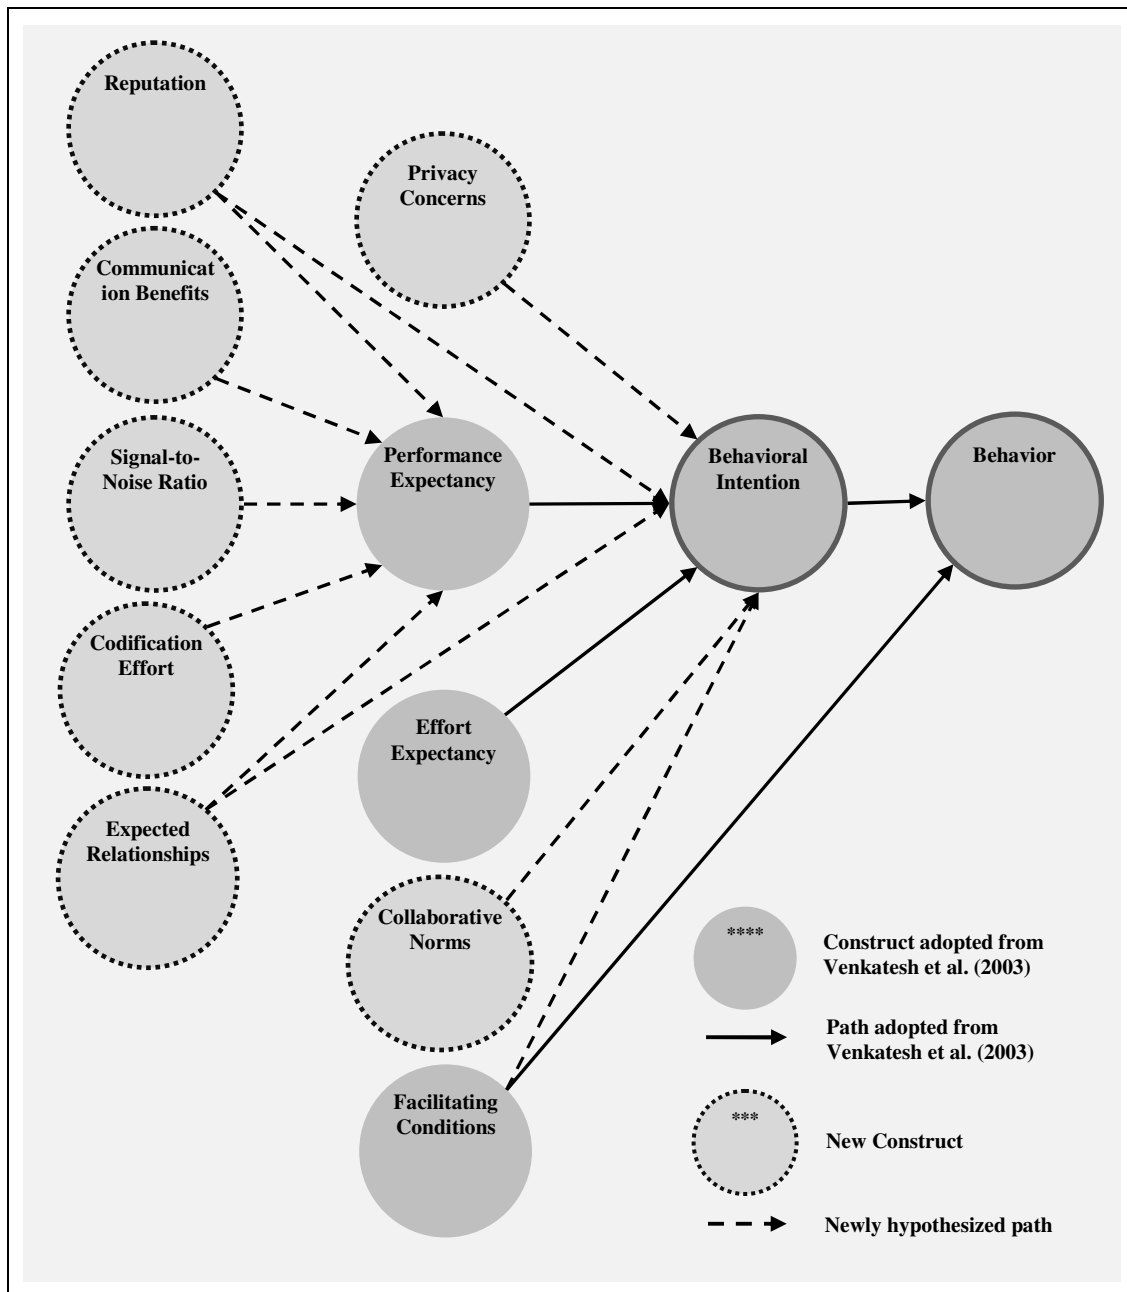 Reputation
Privacy
Concerns
Communicat
ion Benefits
Signal-to-
Noise Ratio
Performance
Expectancy
Behavioral
Intention
Behavior
Codification
Effort
Effort
Expectancy
Expected
Relationships
Collaborative
Norms
Facilitating
Conditions
****
Construct adopted from
Venkatesh et al. (2003)
Path adopted from
Venkatesh et al. (2003)
***
New Construct
Newly hypothesized path